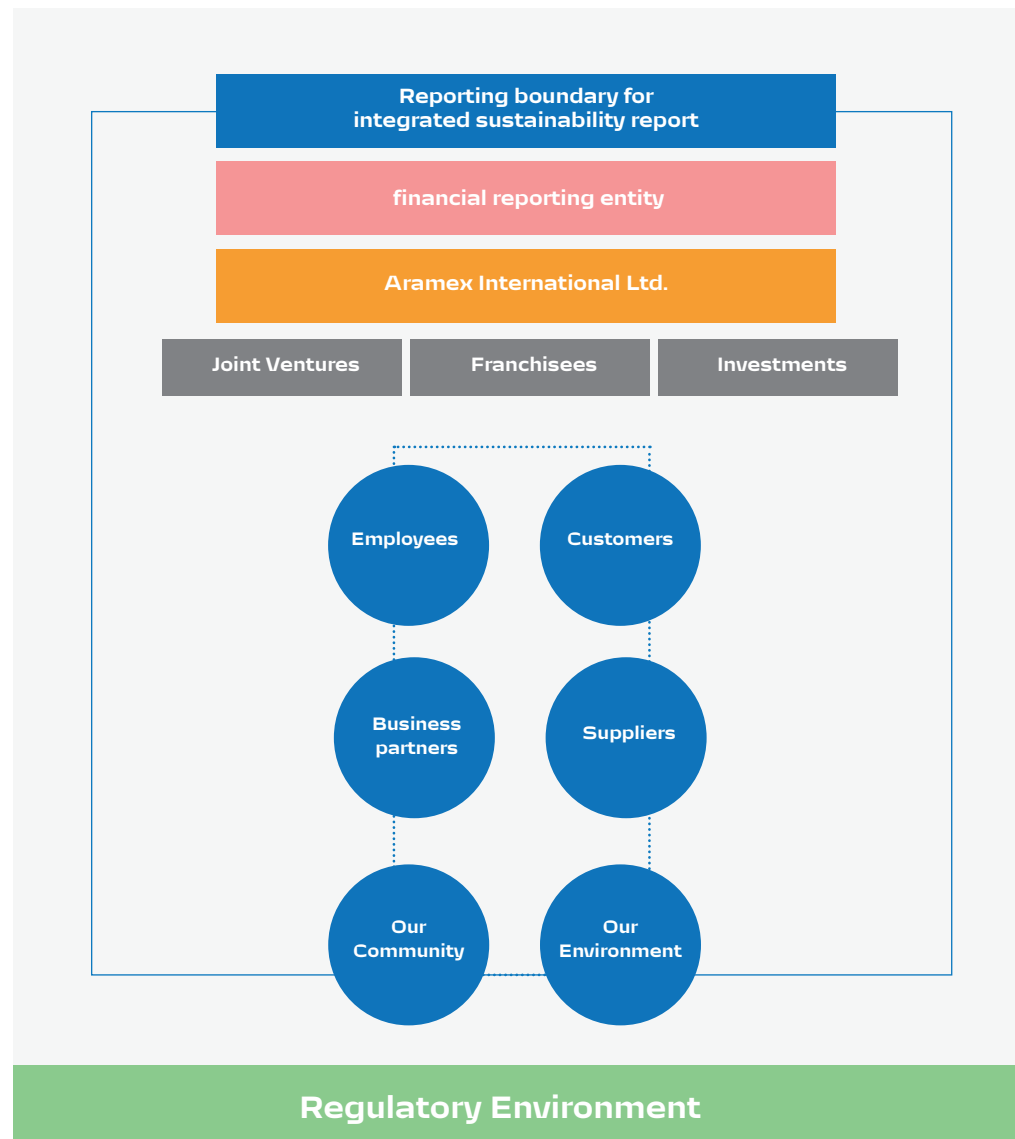 Reporting boundary for
integrated sustainability report
financial reporting entity
Aramex International Ltd.
Joint Ventures
Franchisees
Investments
Employees
Customers
Business
partners
Suppliers
Our
Community
Our
Environment
Regulatory Environment